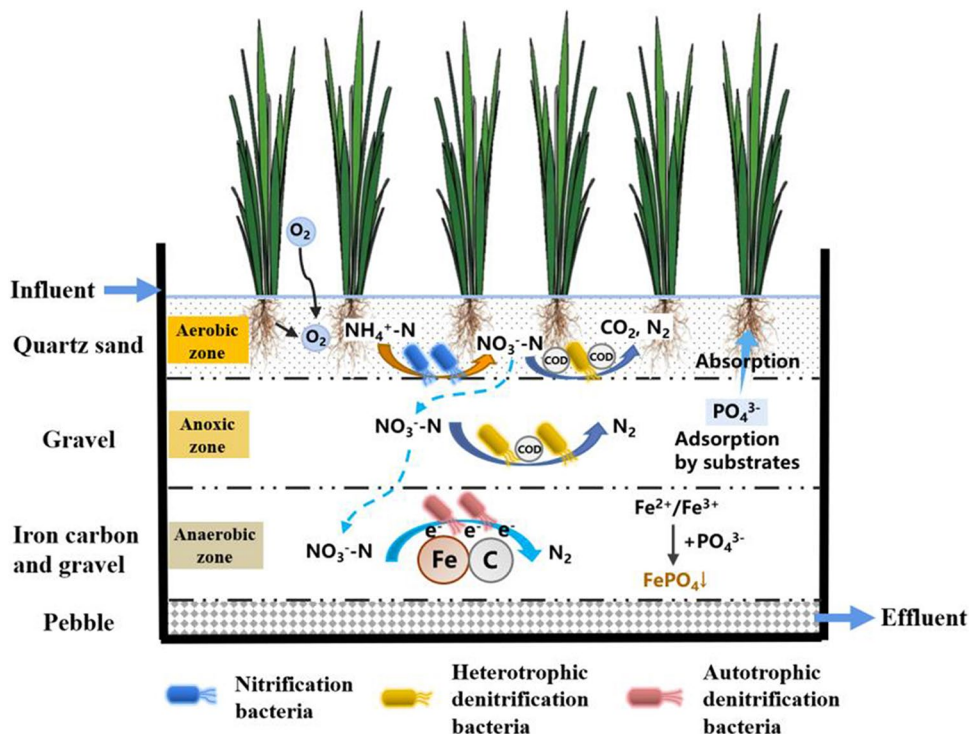 O₂
Influent
Quartz sand
Aerobic
zone
O₂
NH₄⁺-N
NO₃⁻-N
COD
COD
CO₂, N₂
Absorption
Gravel
Anoxic
zone
NO₃⁻-N
COD
N₂
PO₄³⁻
Adsorption
by substrates
Iron carbon
and gravel
Anaerobic
zone
NO₃⁻-N
e⁻ e⁻ e⁻
Fe C
N₂
Fe²⁺/Fe³⁺
+PO₄³⁻
FePO₄↓
Pebble
Effluent
Nitrification
bacteria
Heterotrophic
denitrification
bacteria
Autotrophic
denitrification
bacteria